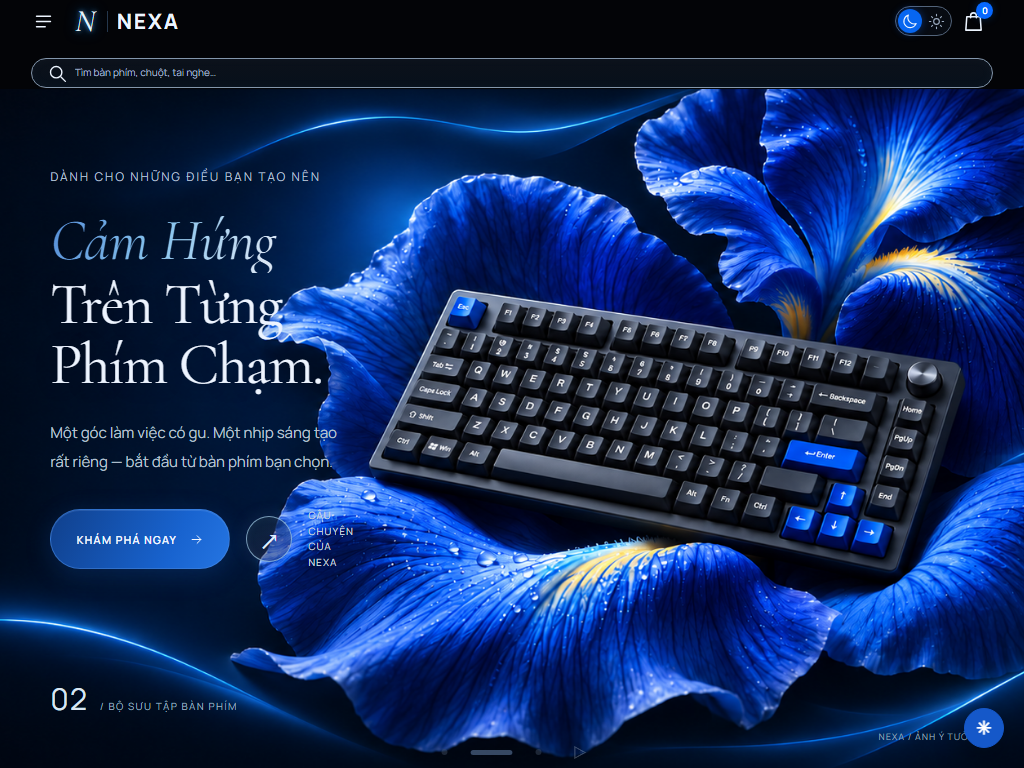 N NEXA
0
Tìm bàn phím, chuột, tai nghe...
DÀNH CHO NHỮNG ĐIỀU BẠN TẠO NÊN
Cảm Hứng
Trên Từng
Phím Chạm.
Một góc làm việc có gu. Một nhịp sáng tạo
rất riêng — bắt đầu từ bàn phím bạn chọn.
KHÁM PHÁ NGAY →
↗
CÂU
CHUYỆN
CỦA
NEXA
Esc F1 F2 F3 F4 F5 F6 F7 F8 F9 F10 F11 F12
Backspace Home
Tab Q W E R T Y U I O P PgUp
Caps Lock A S D F G H J K L Enter PgDn
Shift Z X C V B N M ↑ End
Ctrl Win Alt Alt Fn Ctrl ← ↓ →
02 / BỘ SƯU TẬP BÀN PHÍM
NEXA / ẢNH Ý